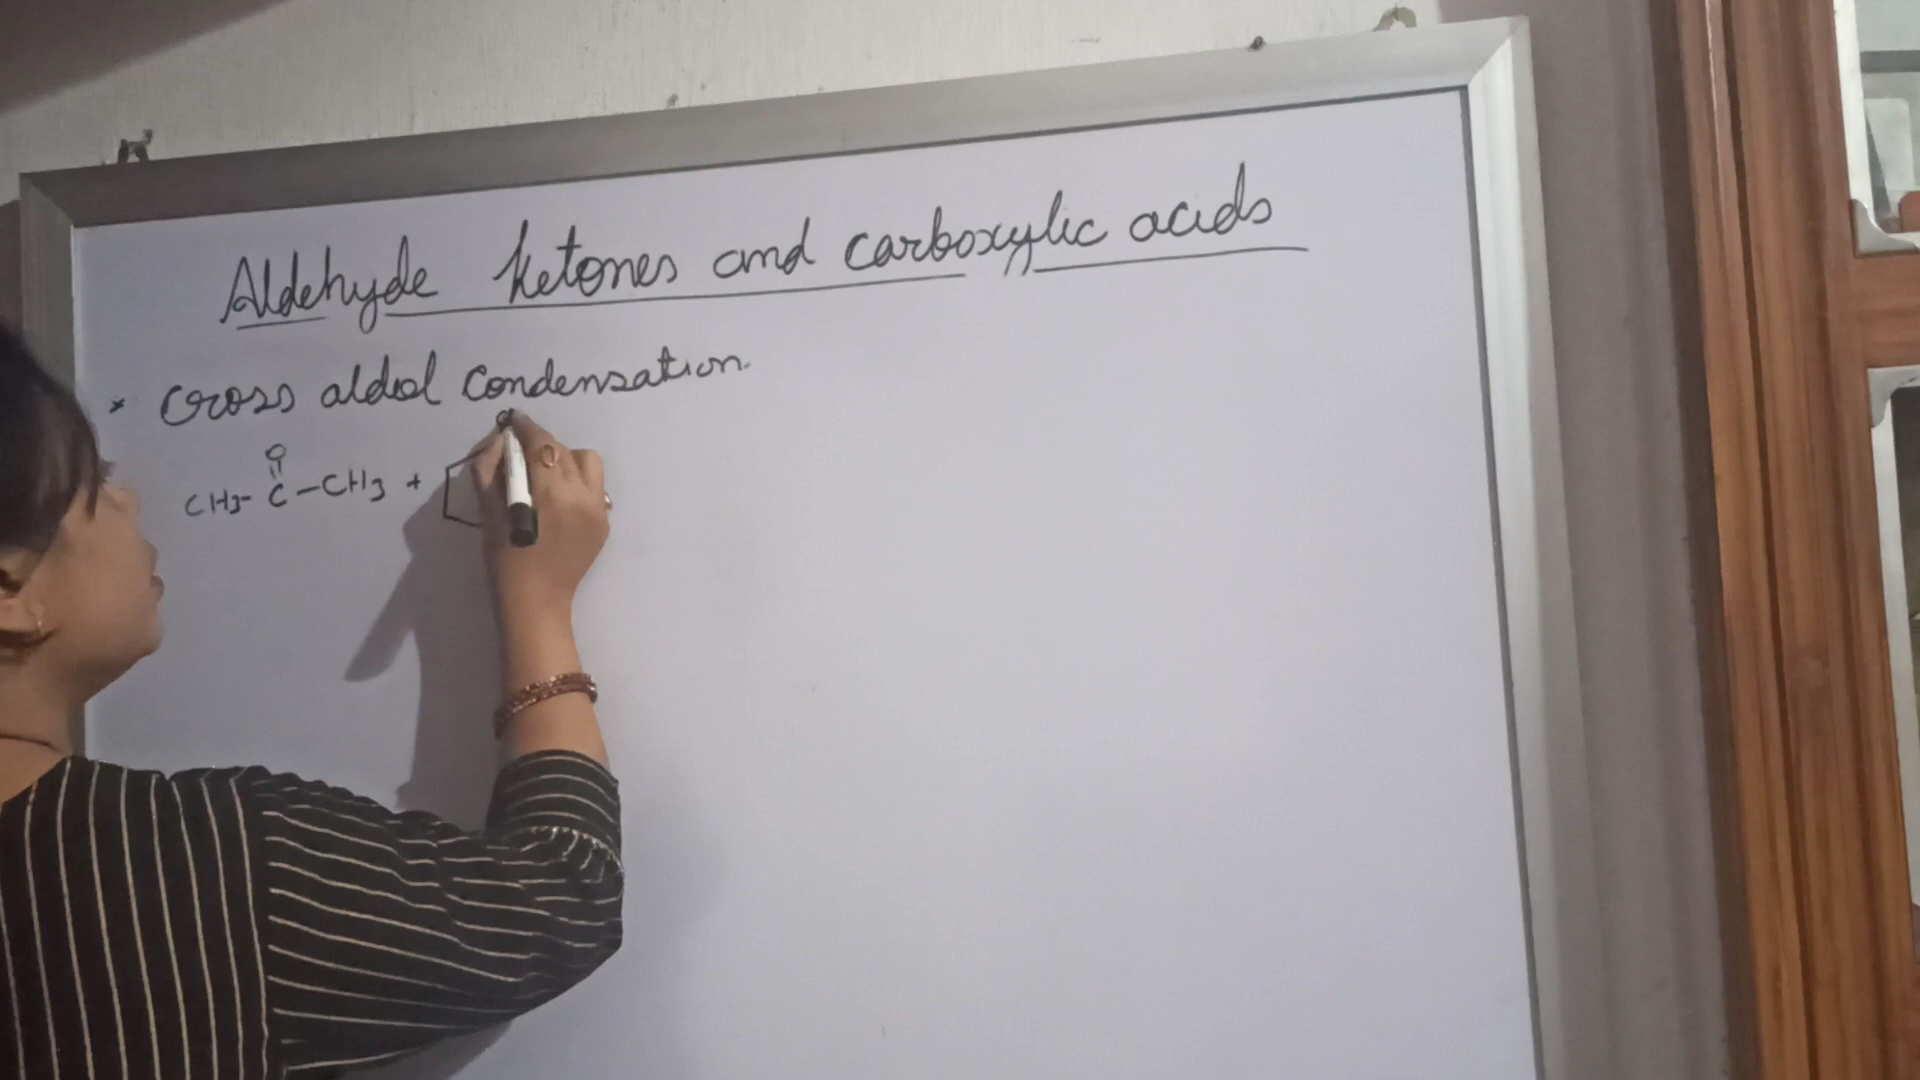 Aldehyde ketones and carboxylic acids
* Cross aldol condensation.
O
CH3-C-CH3 +